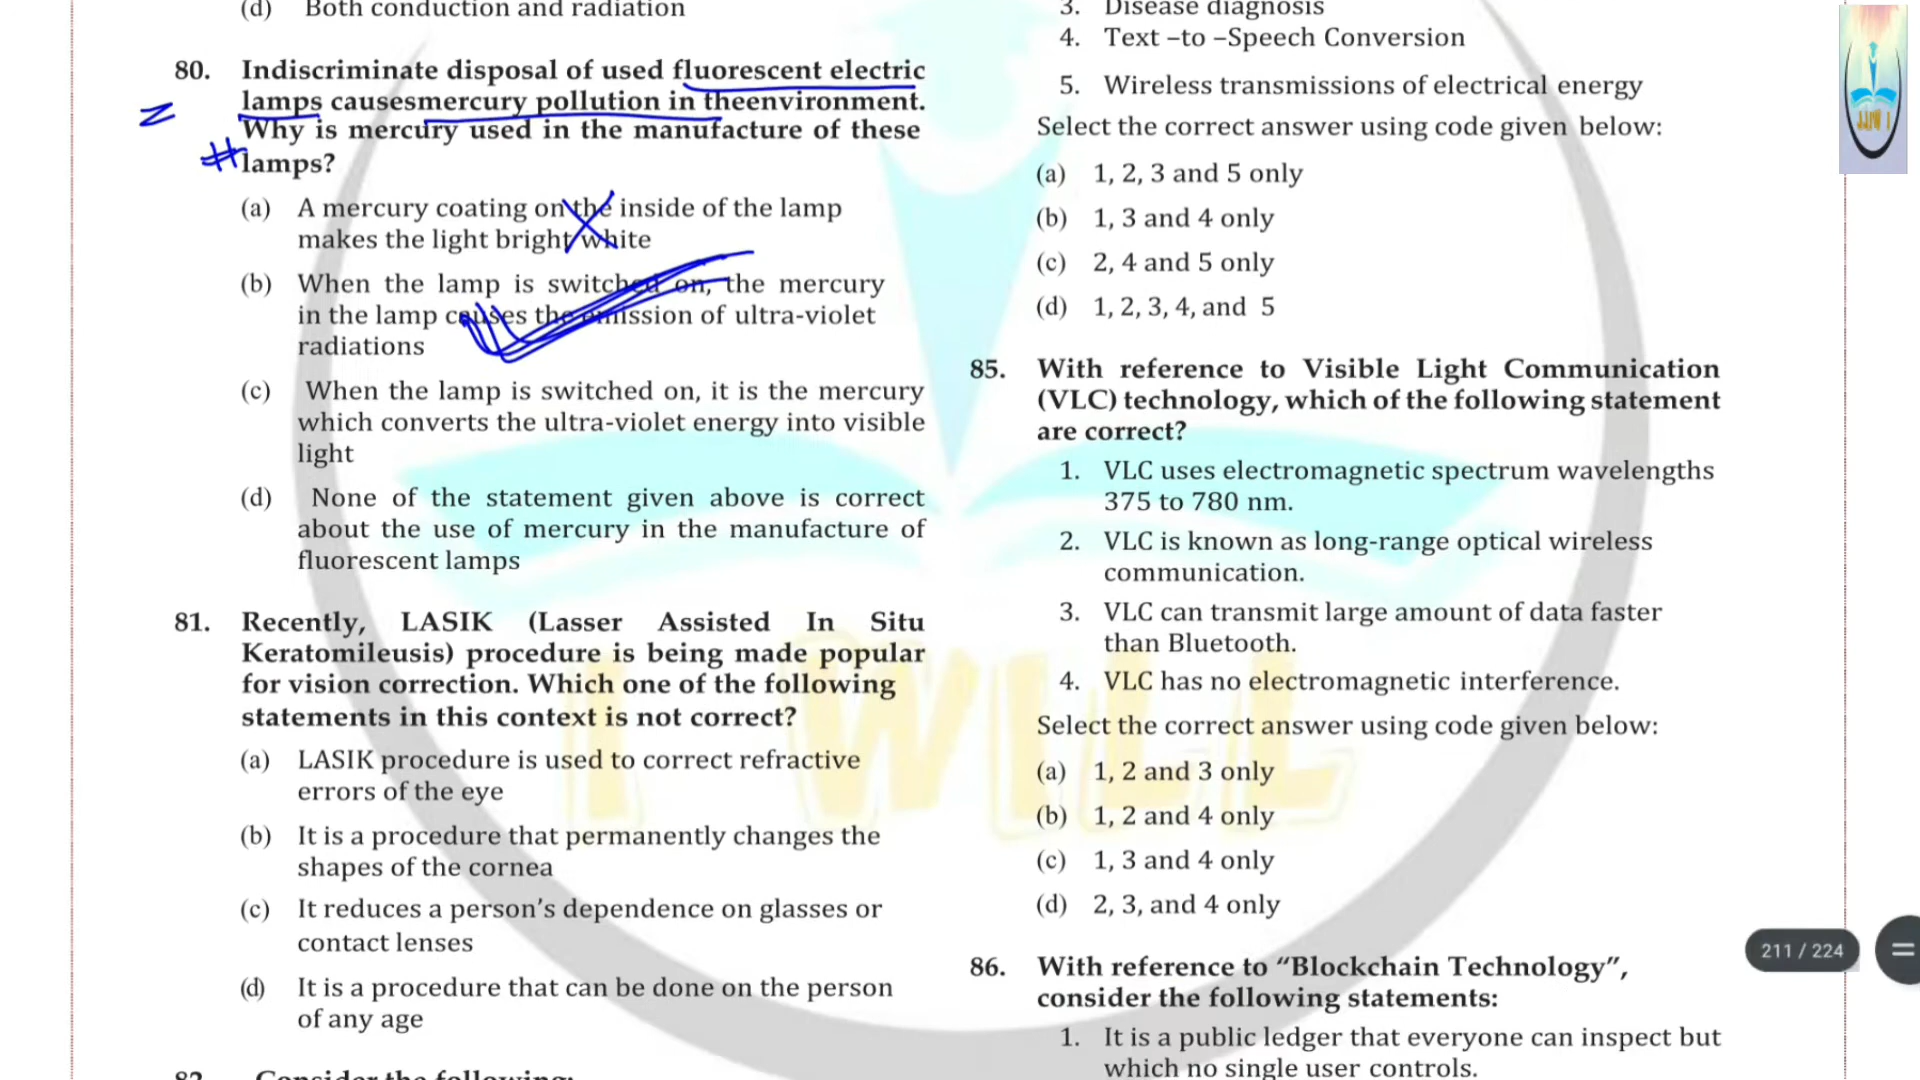 (d) Both conduction and radiation
80. Indiscriminate disposal of used fluorescent electric
lamps causesmercury pollution in theenvironment.
Why is mercury used in the manufacture of these
lamps?
(a) A mercury coating on the inside of the lamp
makes the light bright white
(b) When the lamp is switched on, the mercury
in the lamp causes the emission of ultra-violet
radiations
(c) When the lamp is switched on, it is the mercury
which converts the ultra-violet energy into visible
light
(d) None of the statement given above is correct
about the use of mercury in the manufacture of
fluorescent lamps
81. Recently, LASIK (Lasser Assisted In Situ
Keratomileusis) procedure is being made popular
for vision correction. Which one of the following
statements in this context is not correct?
(a) LASIK procedure is used to correct refractive
errors of the eye
(b) It is a procedure that permanently changes the
shapes of the cornea
(c) It reduces a person's dependence on glasses or
contact lenses
(d) It is a procedure that can be done on the person
of any age
82. Consider the following:
3. Disease diagnosis
4. Text –to –Speech Conversion
5. Wireless transmissions of electrical energy
Select the correct answer using code given below:
(a) 1, 2, 3 and 5 only
(b) 1, 3 and 4 only
(c) 2, 4 and 5 only
(d) 1, 2, 3, 4, and 5
85. With reference to Visible Light Communication
(VLC) technology, which of the following statement
are correct?
1. VLC uses electromagnetic spectrum wavelengths
375 to 780 nm.
2. VLC is known as long-range optical wireless
communication.
3. VLC can transmit large amount of data faster
than Bluetooth.
4. VLC has no electromagnetic interference.
Select the correct answer using code given below:
(a) 1, 2 and 3 only
(b) 1, 2 and 4 only
(c) 1, 3 and 4 only
(d) 2, 3, and 4 only
86. With reference to "Blockchain Technology",
consider the following statements:
1. It is a public ledger that everyone can inspect but
which no single user controls.
I WILL
211 / 224